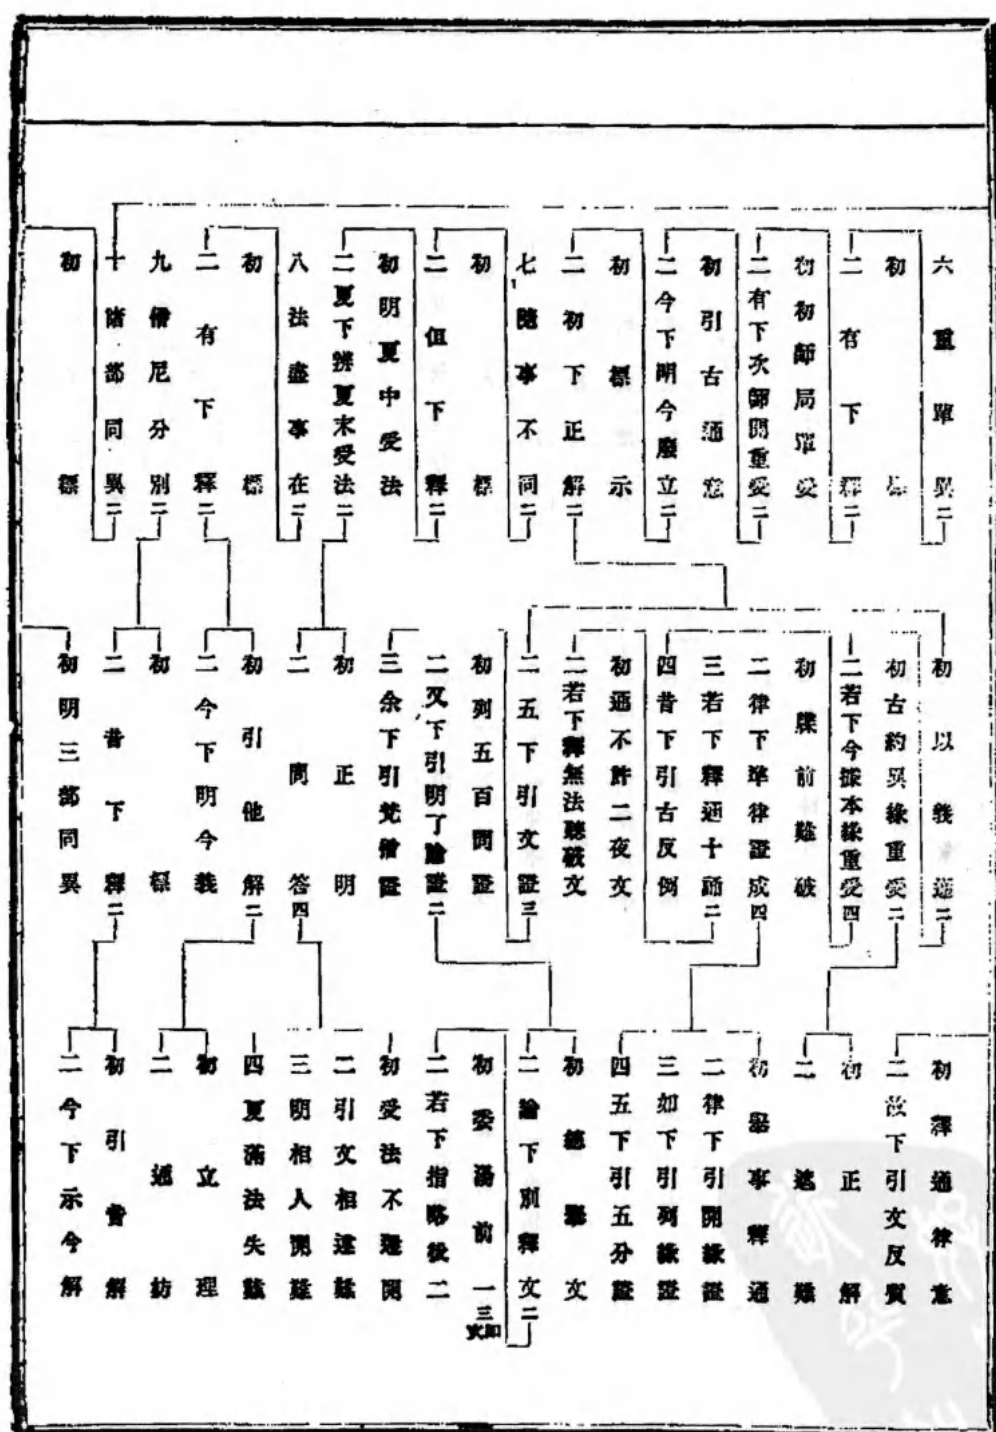 六重單異二
初標
二有下釋二
初初師局單受
二有下次師開重受二
初引古通意
二今下明今廢立二
初標示
二初下正解二
七隨事不同二
初標
二但下釋二
初明夏中受法
二夏下辨夏末受法二
八法盡事在二
初標
二有下釋二
九僧尼分別二
十諸部同異二
初標
初以義通二
初古約異緣重受二
二若下今據本緣重受四
初牒前難破
二律下準律證成四
三若下釋通十誦二
四昔下引古反倒
初通不許二夜文
二若下釋無法聽破文
二五下引文證三
初列五百問證
二又下引明了論證二
三余下引梵僧證
初正明
二問答四
初引他解二
二今下明今義
初標
二昔下釋二
初明三部同異
初釋通律意
二故下引文反質
初正解
二遮難
初舉事釋通
二律下引開緣證
三如下引列緣證
四五下引五分證
初總舉文
二論下別釋文二
初委釋前一三如文
二若下指略後二
初受法不遮開
二引文相違難
三明相人開難
四夏滿法失難
初立理
二通妨
初引昔解
二今下示今解